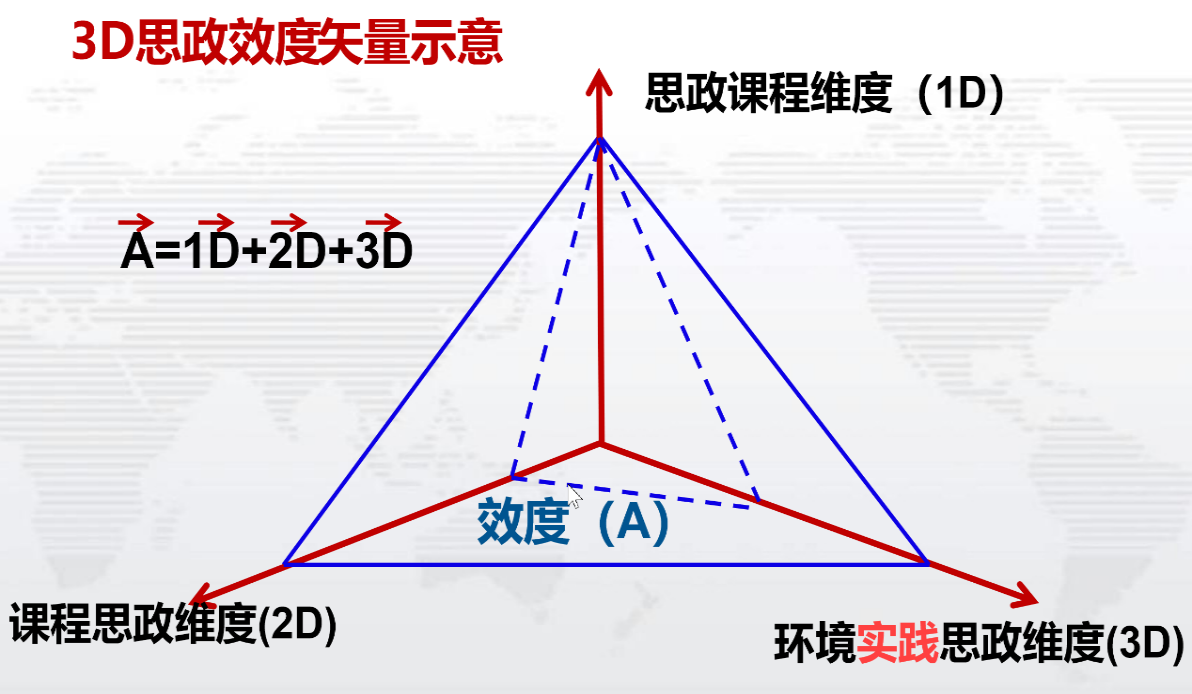 3D思政效度矢量示意
思政课程维度（1D）
A=1D+2D+3D
效度（A）
课程思政维度(2D)
环境实践思政维度(3D)